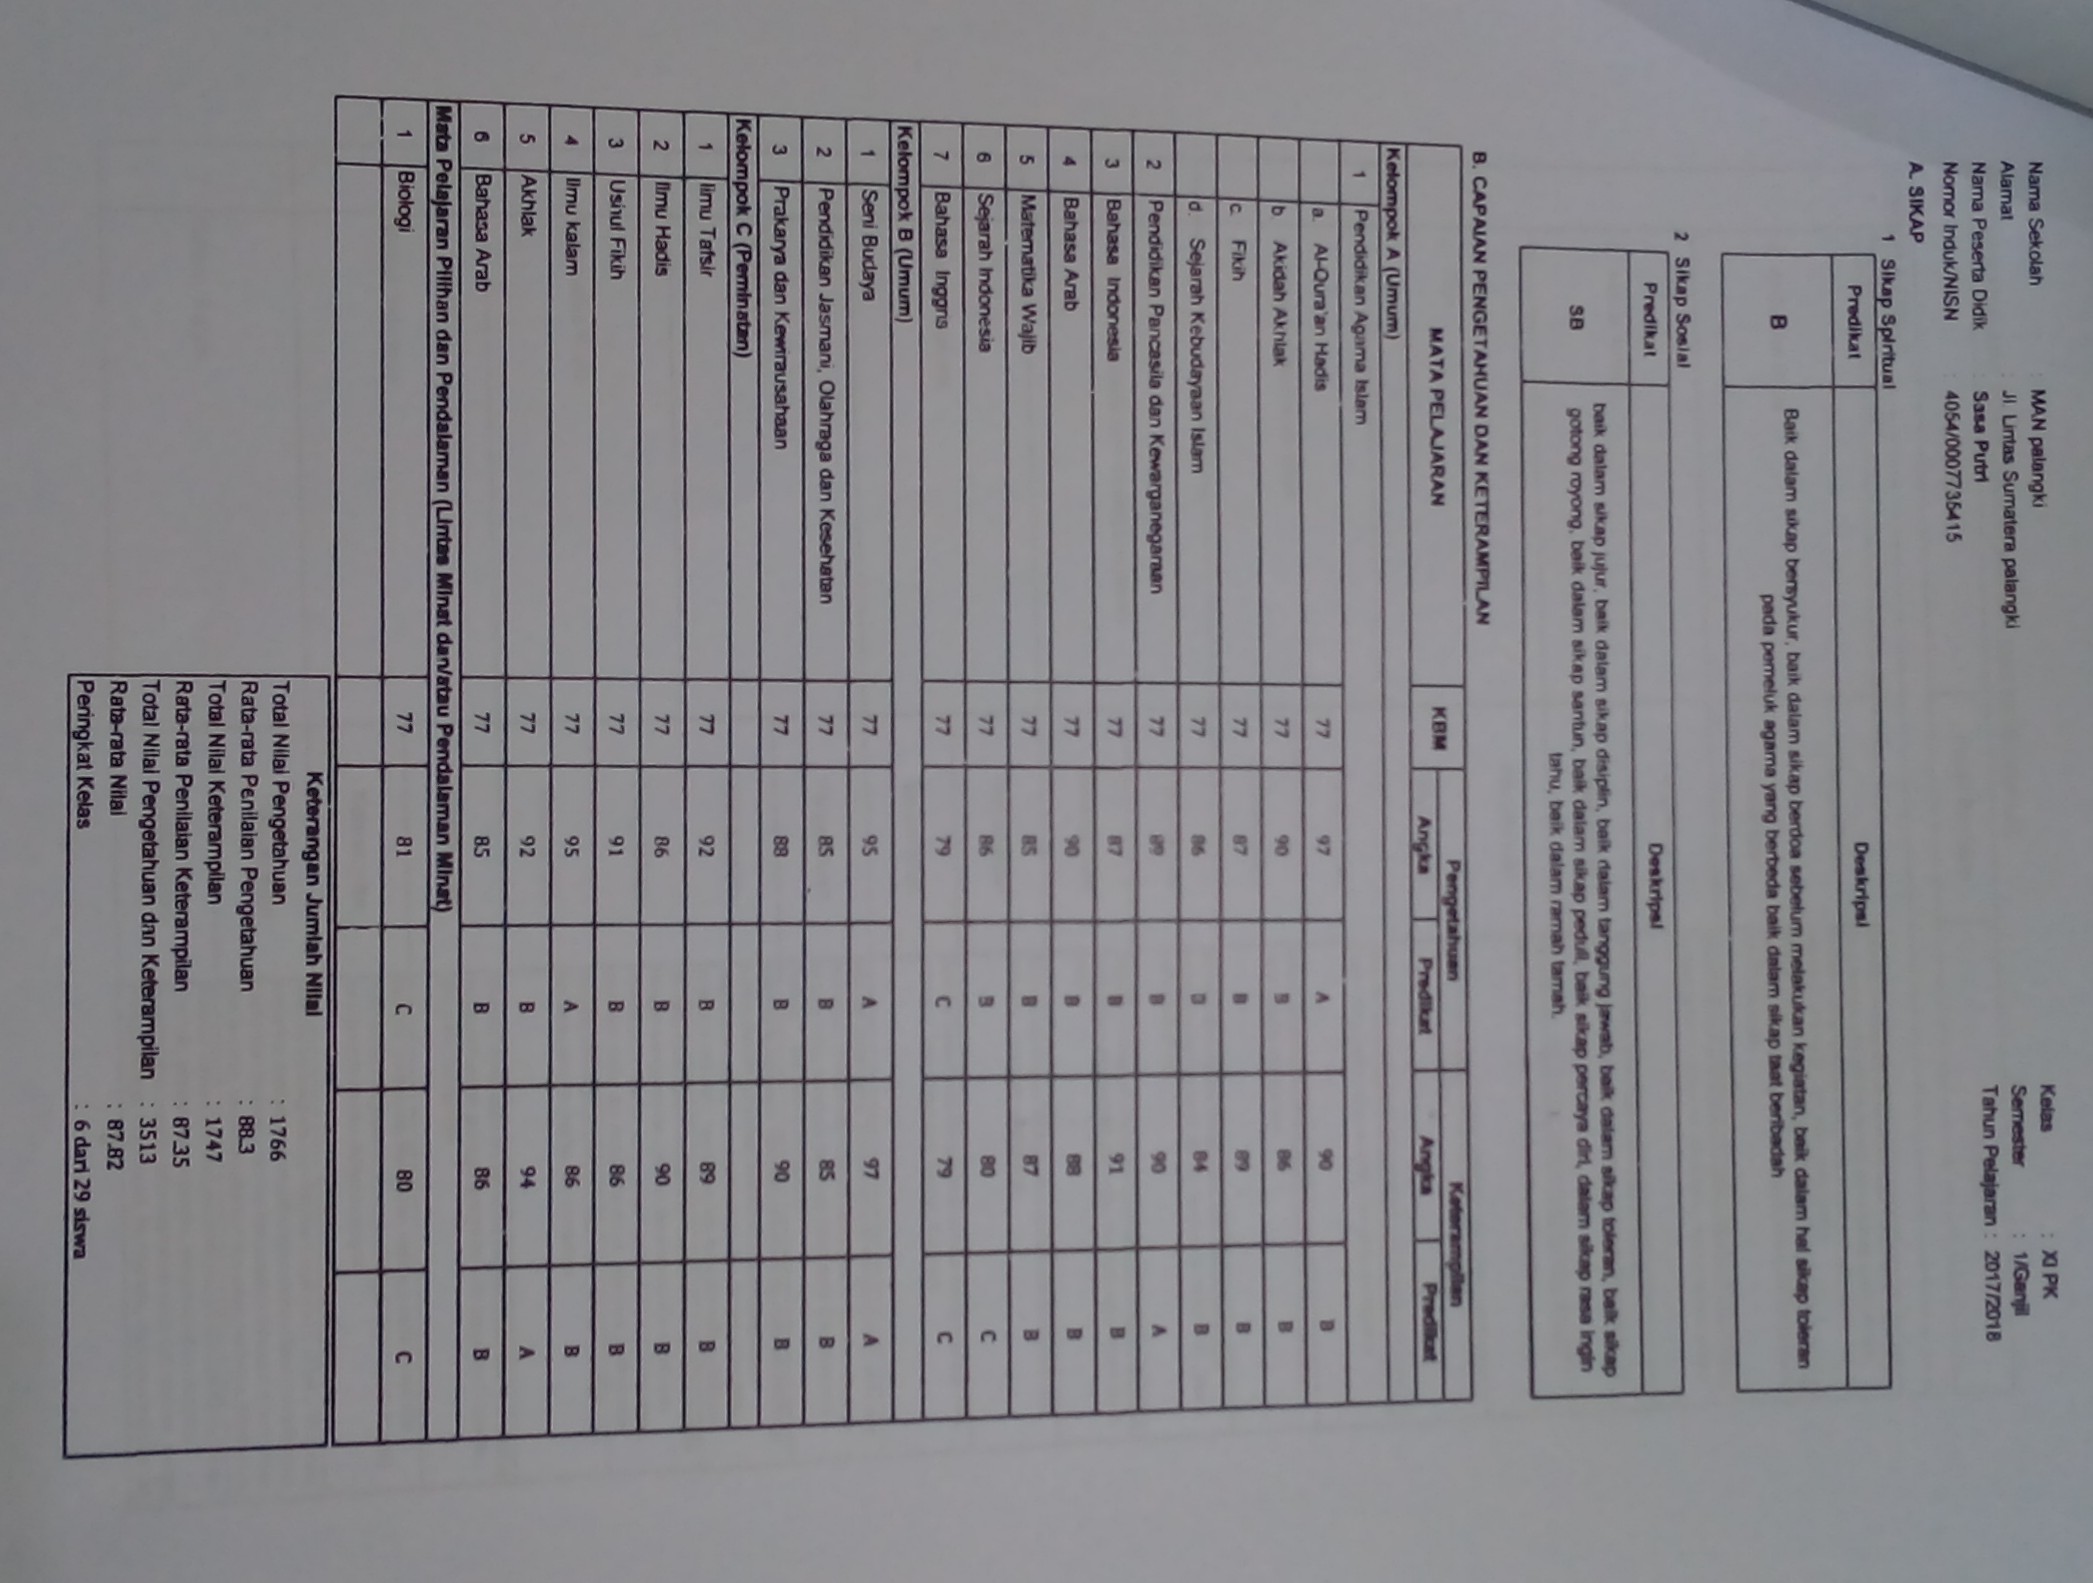 Nama Sekolah : MAN palangki Kelas : XI PK
Alamat : Jl Lintas Sumatera palangki Semester : 1/Ganjil
Nama Peserta Didik : Sasa Putri Tahun Pelajaran : 2017/2018
Nomor Induk/NISN : 4054/0007735415
A. SIKAP
1 Sikap Spiritual
Predikat Deskripsi
B Baik dalam sikap bersyukur, baik dalam sikap berdoa sebelum melakukan kegiatan, baik dalam hal sikap toleran
pada pemeluk agama yang berbeda baik dalam sikap taat beribadah
2 Sikap Sosial
Predikat Deskripsi
baik dalam sikap jujur, baik dalam sikap disiplin, baik dalam tanggung jawab, baik dalam sikap toleran, baik sikap
SB gotong royong, baik dalam sikap santun, baik dalam sikap peduli, baik sikap percaya diri, dalam sikap rasa ingin
tahu, baik dalam ramah tamah.
B. CAPAIAN PENGETAHUAN DAN KETERAMPILAN
MATA PELAJARAN KBM Pengetahuan Keterampilan
Angka Predikat Angka Predikat
Kelompok A (Umum)
1 Pendidikan Agama Islam
a. Al-Qura'an Hadis 77 97 A 90 B
b Akidah Akhlak 77 90 B 86 B
c. Fikih 77 87 B 89 B
d. Sejarah Kebudayaan Islam 77 86 B 84 B
2 Pendidikan Pancasila dan Kewarganegaraan 77 89 B 90 A
3 Bahasa Indonesia 77 87 B 91 B
4 Bahasa Arab 77 90 B 88 B
5 Matematika Wajib 77 85 B 87 B
6 Sejarah Indonesia 77 86 B 80 C
7 Bahasa Inggris 77 79 C 79 C
Kelompok B (Umum)
1 Seni Budaya 77 95 A 97 A
2 Pendidikan Jasmani, Olahraga dan Kesehatan 77 85 B 85 B
3 Prakarya dan Kewirausahaan 77 88 B 90 B
Kelompok C (Peminatan)
1 Ilmu Tafsir 77 92 B 89 B
2 Ilmu Hadis 77 86 B 90 B
3 Usnul Fikih 77 91 B 86 B
4 Ilmu kalam 77 95 A 86 B
5 Akhlak 77 92 B 94 A
6 Bahasa Arab 77 85 B 86 B
Mata Pelajaran Pilihan dan Pendalaman (Lintas Minat dan/atau Pendalaman Minat)
1 Biologi 77 81 C 80 C
Keterangan Jumlah Nilai
Total Nilai Pengetahuan : 1766
Rata-rata Penilaian Pengetahuan : 88.3
Total Nilai Keterampilan : 1747
Rata-rata Penilaian Keterampilan : 87.35
Total Nilai Pengetahuan dan Keterampilan : 3513
Rata-rata Nilai : 87.82
Peringkat Kelas : 6 dari 29 siswa